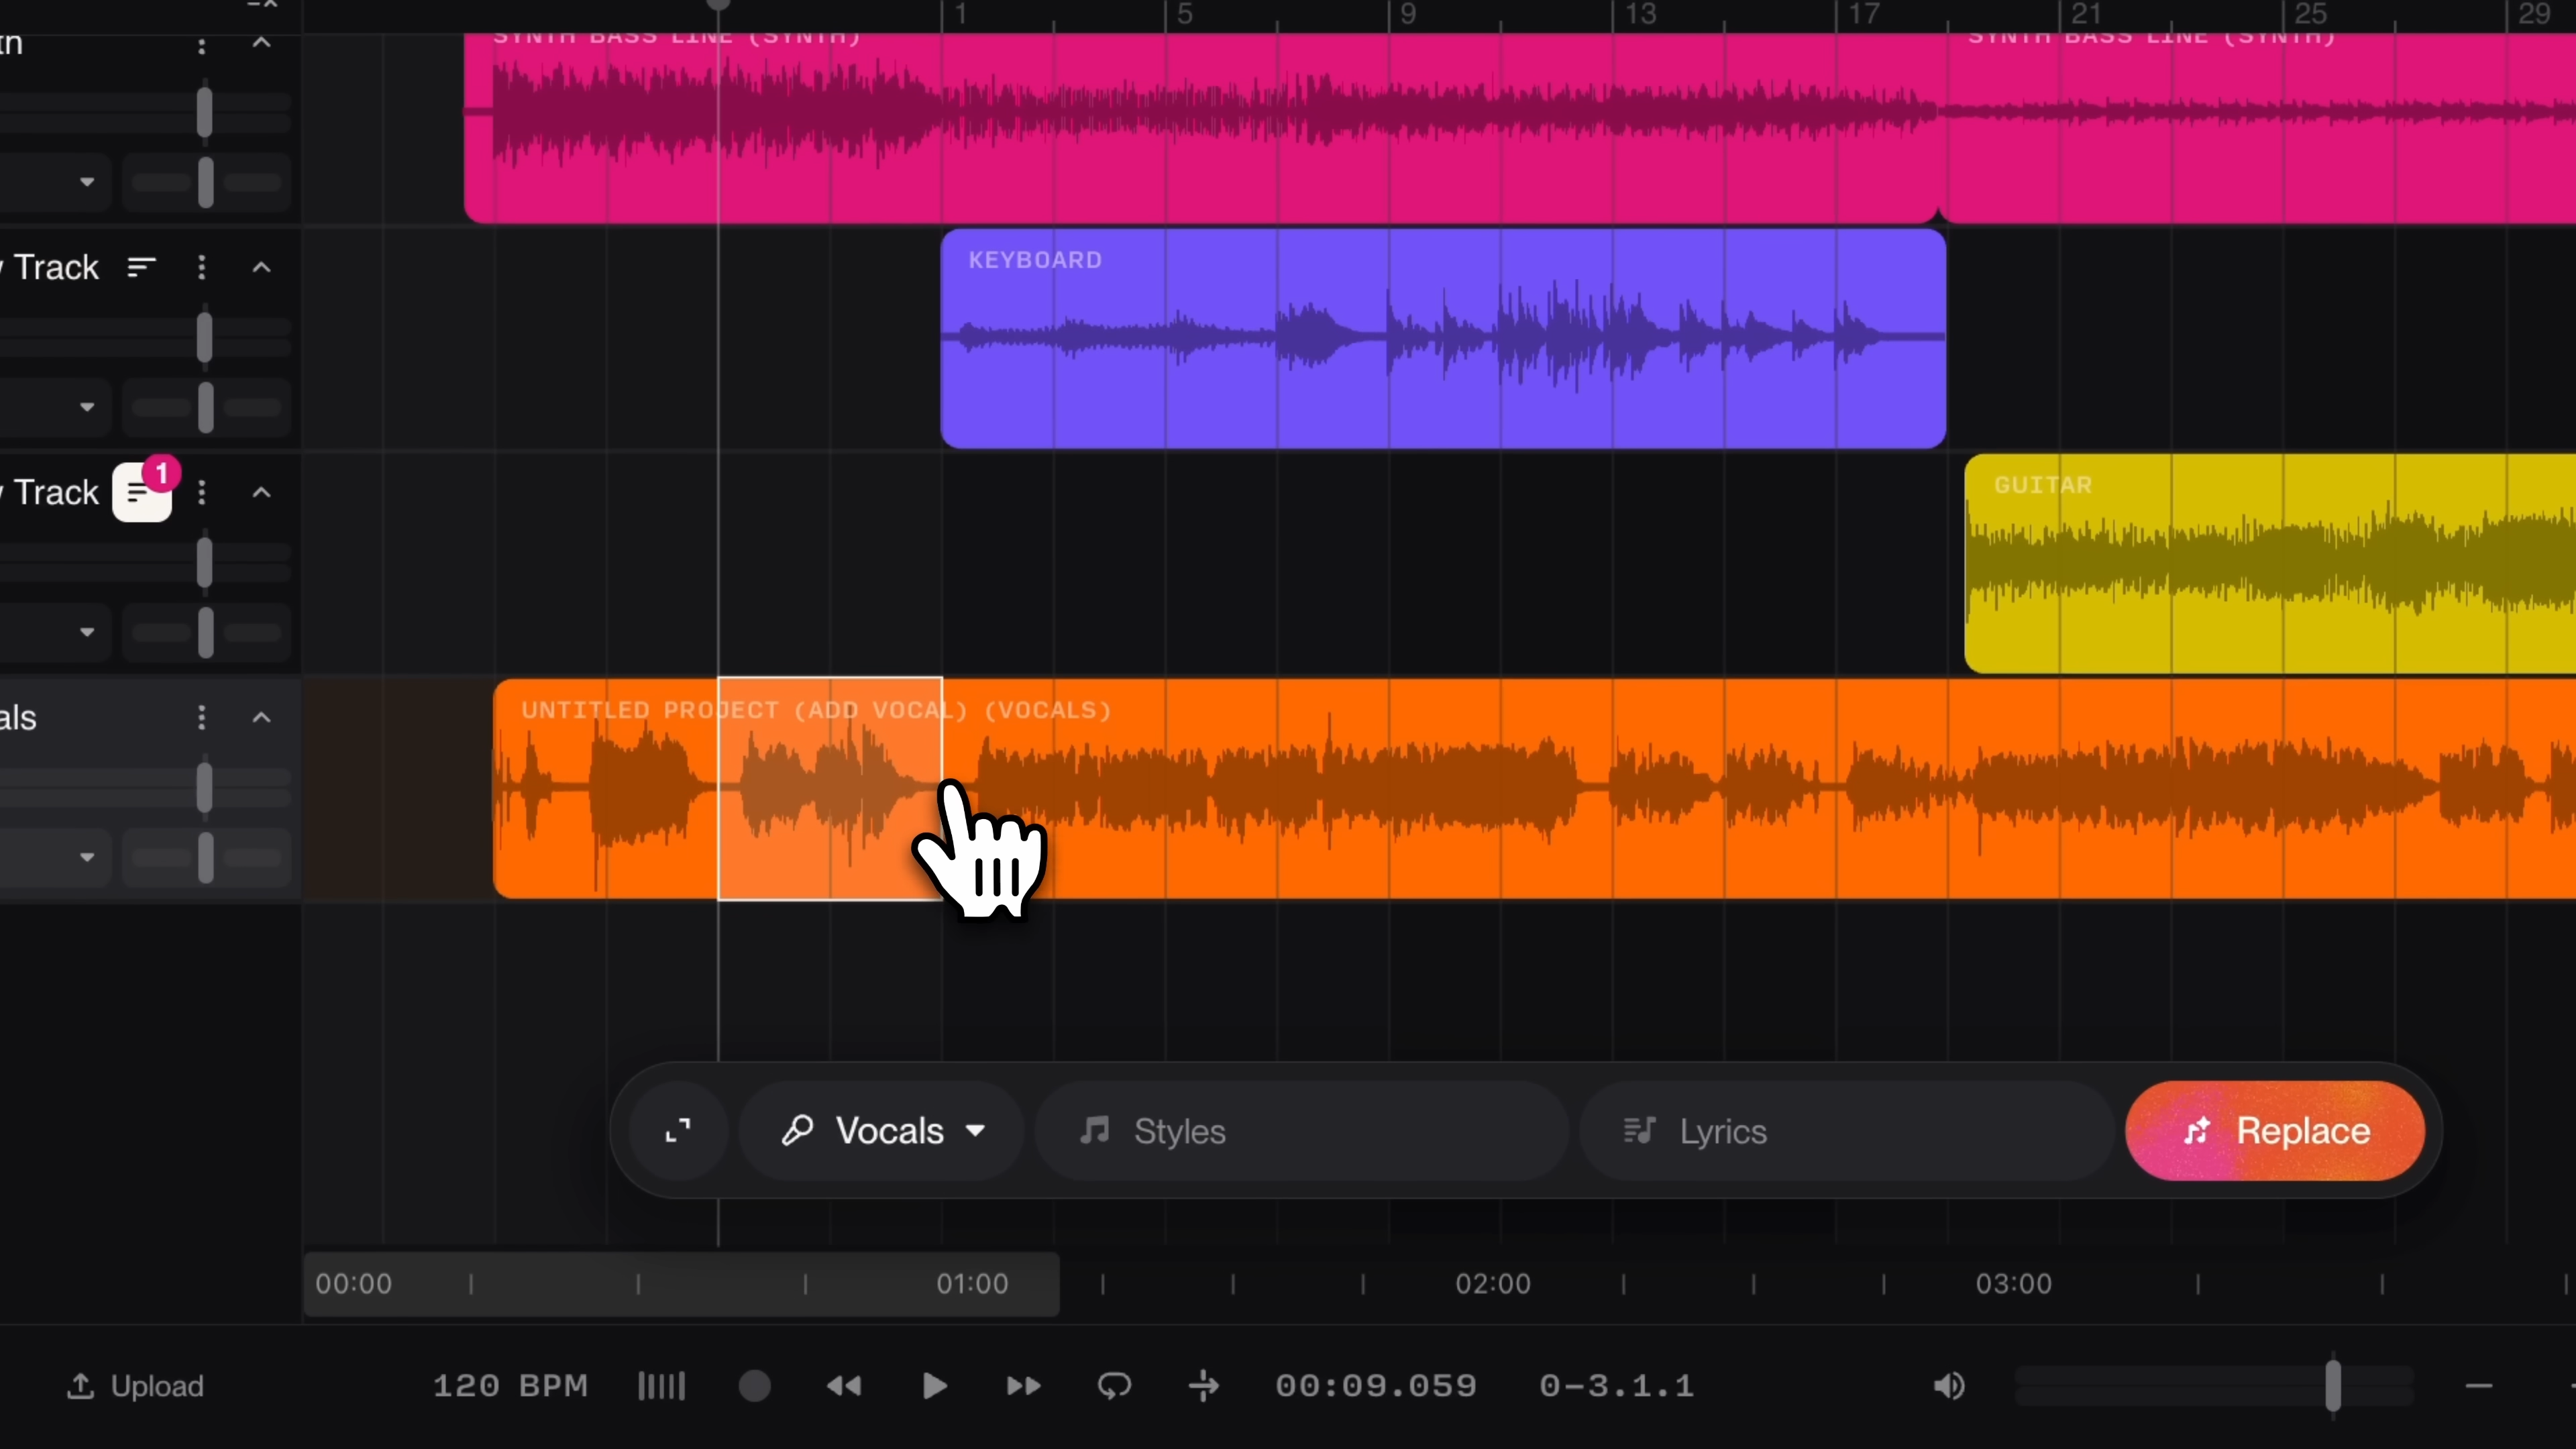 1 5 9 13 17 21 25 29
SYNTH BASS LINE (SYNTH) SYNTH BASS LINE (SYNTH)
Track
KEYBOARD
Track 1
GUITAR
UNTITLED PROJECT (ADD VOCAL) (VOCALS)
Vocals Styles Lyrics Replace
00:00 01:00 02:00 03:00
Upload 120 BPM 00:09.059 0-3.1.1